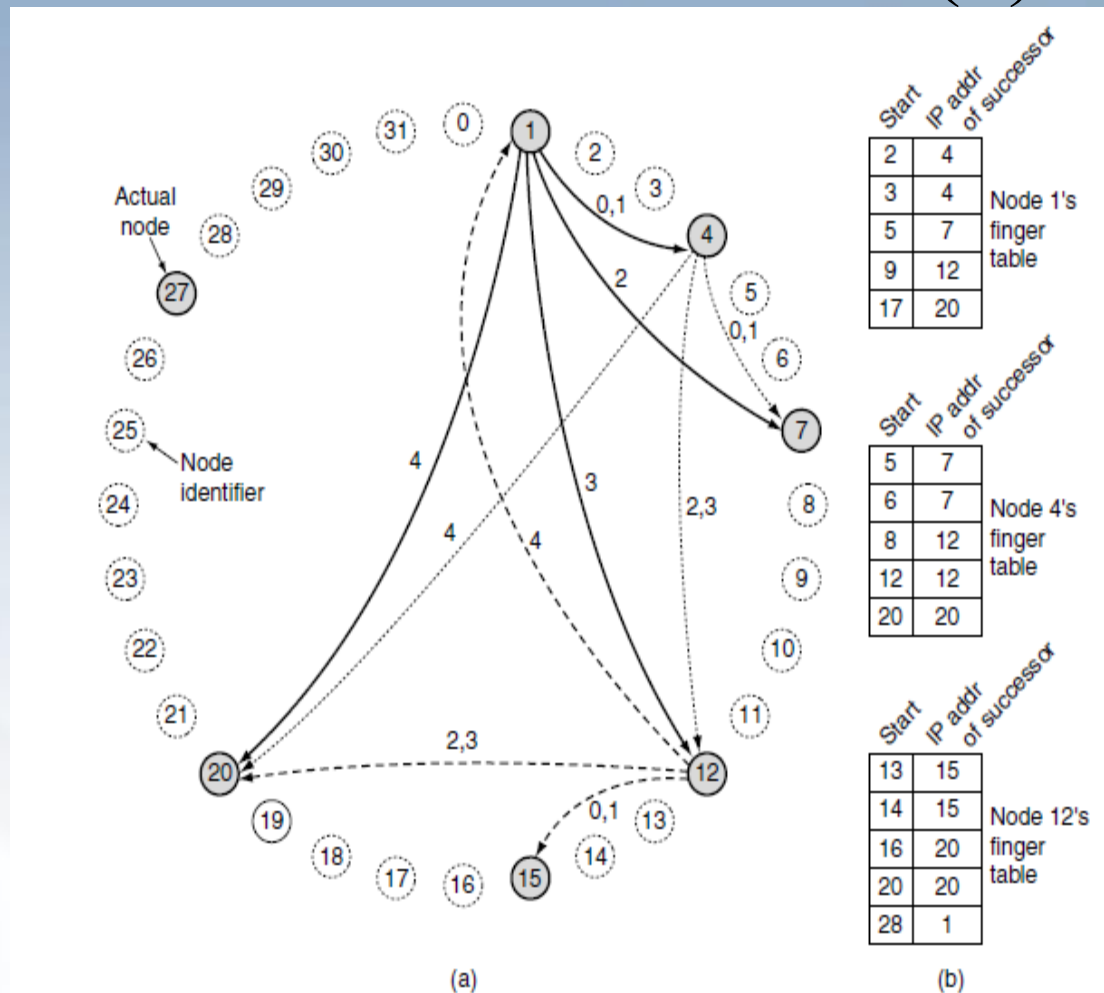 0
1
2
3
4
5
6
7
8
9
10
11
12
13
14
15
16
17
18
19
20
21
22
23
24
25
26
27
28
29
30
31
Actual
node
Node
identifier
0,1
2
0,1
3
2,3
4
4
4
2,3
0,1
(a)
Start
IP addr
of successor
2 4
3 4
5 7
9 12
17 20
Node 1's
finger
table
Start
IP addr
of successor
5 7
6 7
8 12
12 12
20 20
Node 4's
finger
table
Start
IP addr
of successor
13 15
14 15
16 20
20 20
28 1
Node 12's
finger
table
(b)